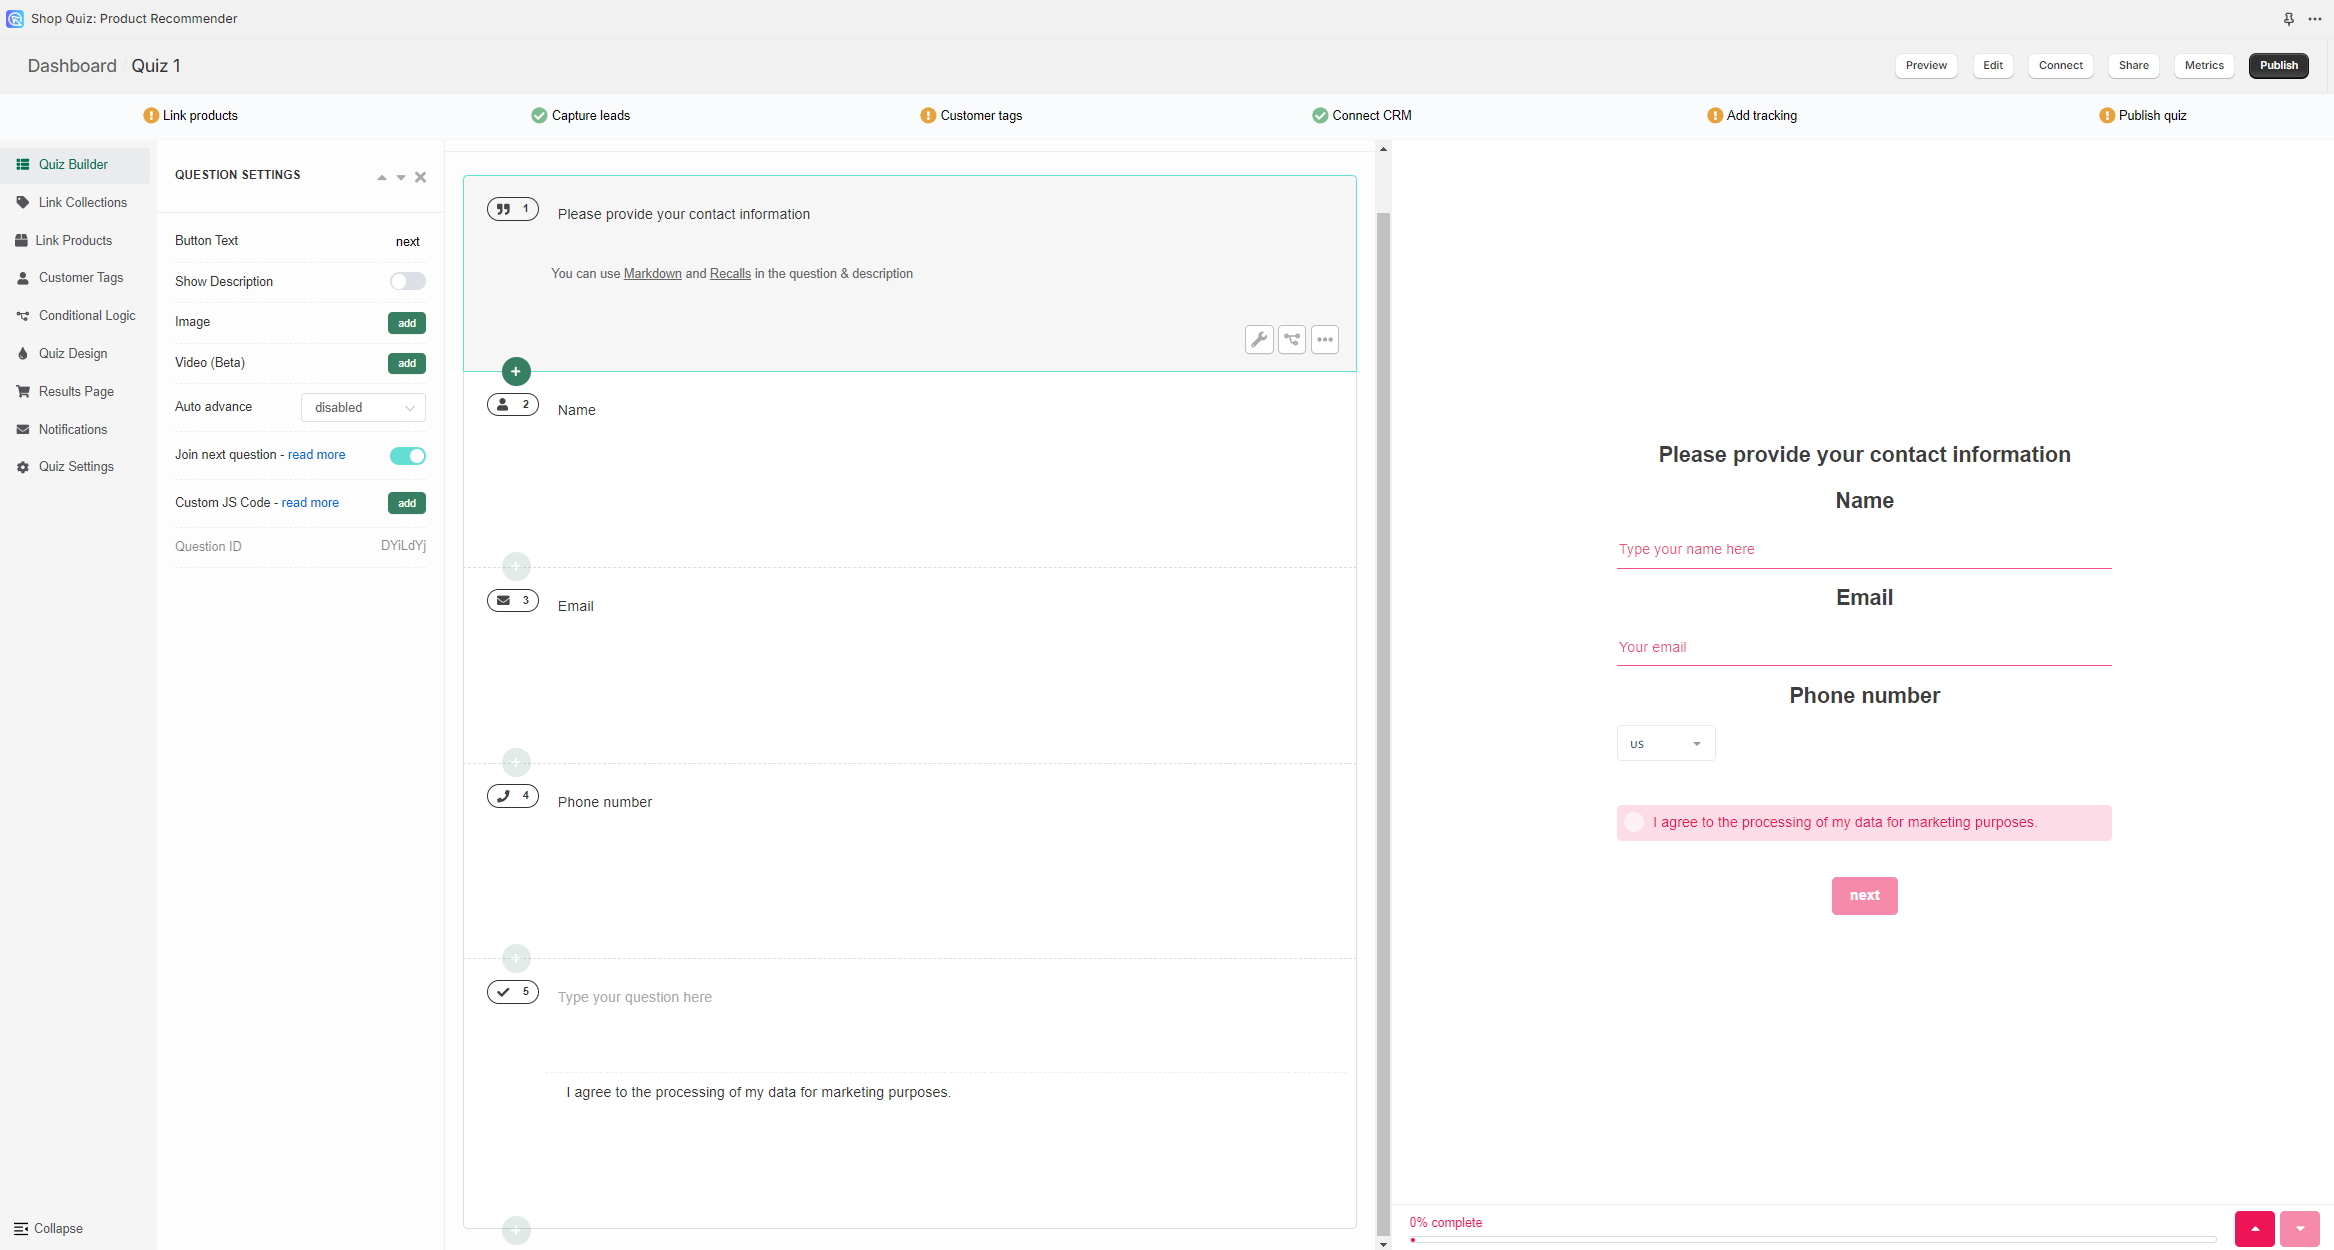 Shop Quiz: Product Recommender
Dashboard / Quiz 1
Preview
Edit
Connect
Share
Metrics
Publish
Link products
Capture leads
Customer tags
Connect CRM
Add tracking
Publish quiz
Quiz Builder
Link Collections
Link Products
Customer Tags
Conditional Logic
Quiz Design
Results Page
Notifications
Quiz Settings
Collapse
QUESTION SETTINGS
Button Text
next
Show Description
Image
add
Video (Beta)
add
Auto advance
disabled
Join next question - read more
Custom JS Code - read more
add
Question ID
DYiLdYj
1
Please provide your contact information
You can use Markdown and Recalls in the question & description
2
Name
3
Email
4
Phone number
5
Type your question here
I agree to the processing of my data for marketing purposes.
Please provide your contact information
Name
Type your name here
Email
Your email
Phone number
US
I agree to the processing of my data for marketing purposes.
next
0% complete